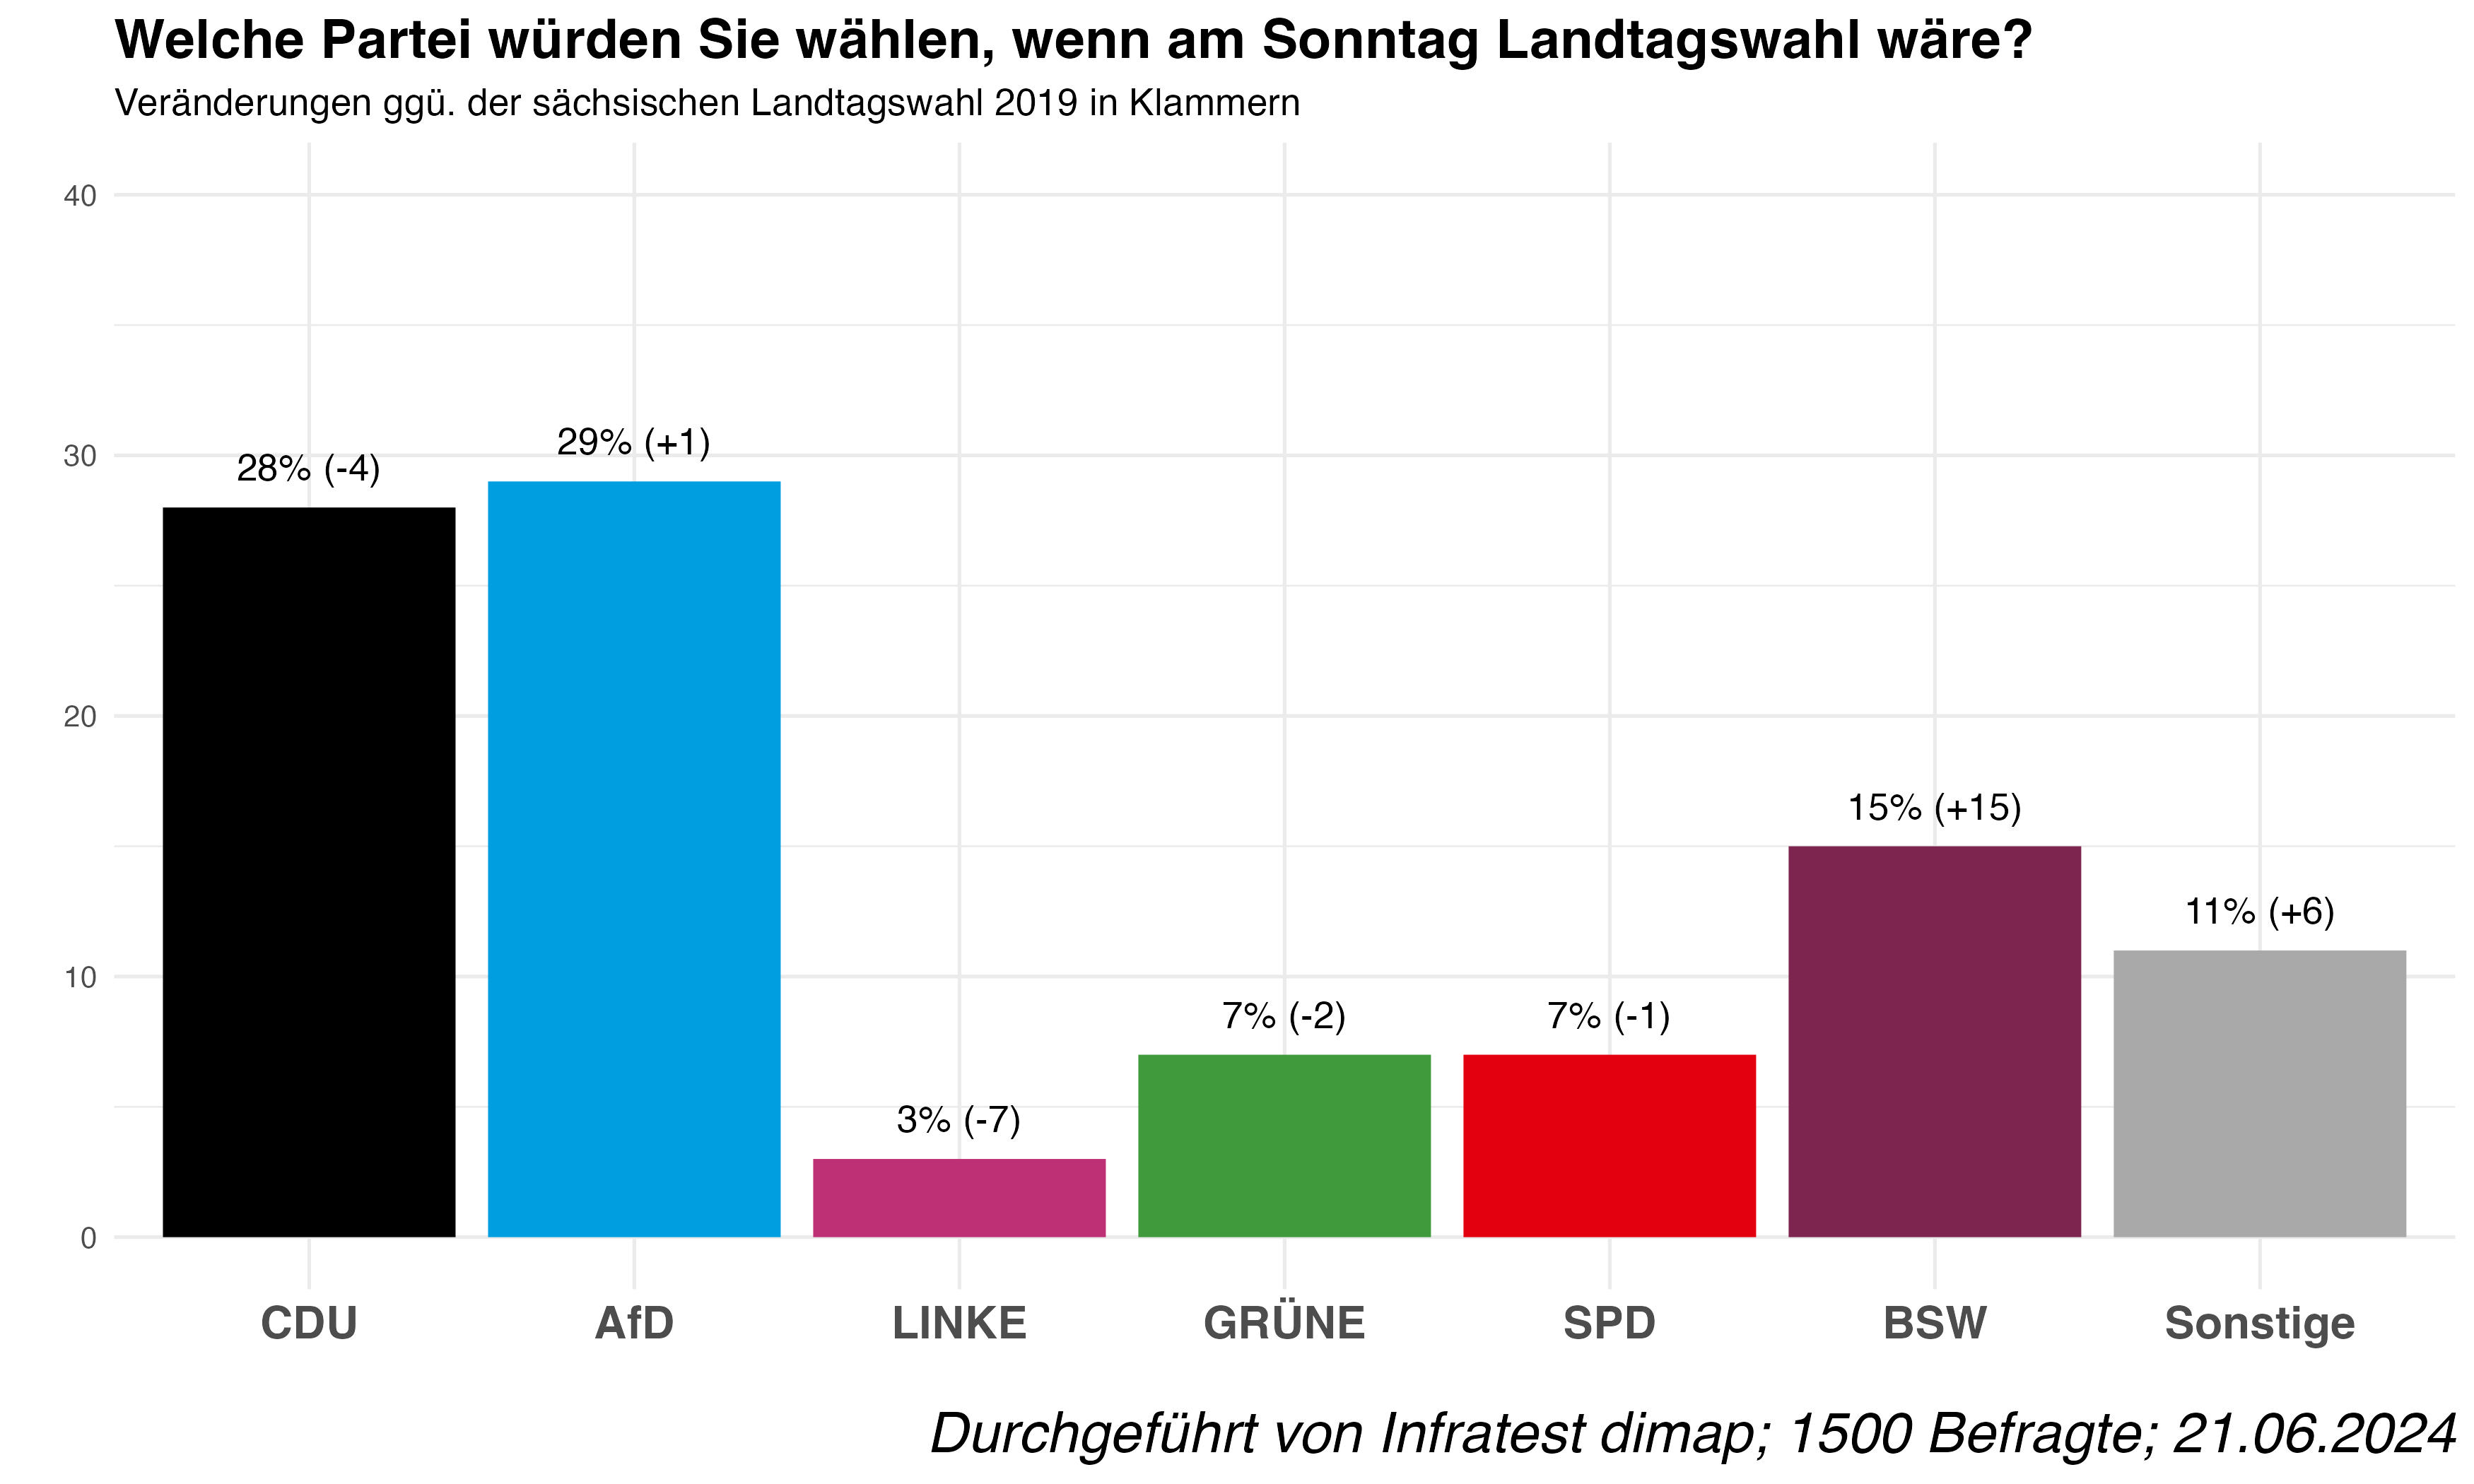 Welche Partei würden Sie wählen, wenn am Sonntag Landtagswahl wäre?
Veränderungen ggü. der sächsischen Landtagswahl 2019 in Klammern
40
30
20
10
0
28% (-4)
29% (+1)
3% (-7)
7% (-2)
7% (-1)
15% (+15)
11% (+6)
CDU
AfD
LINKE
GRÜNE
SPD
BSW
Sonstige
Durchgeführt von Infratest dimap; 1500 Befragte; 21.06.2024